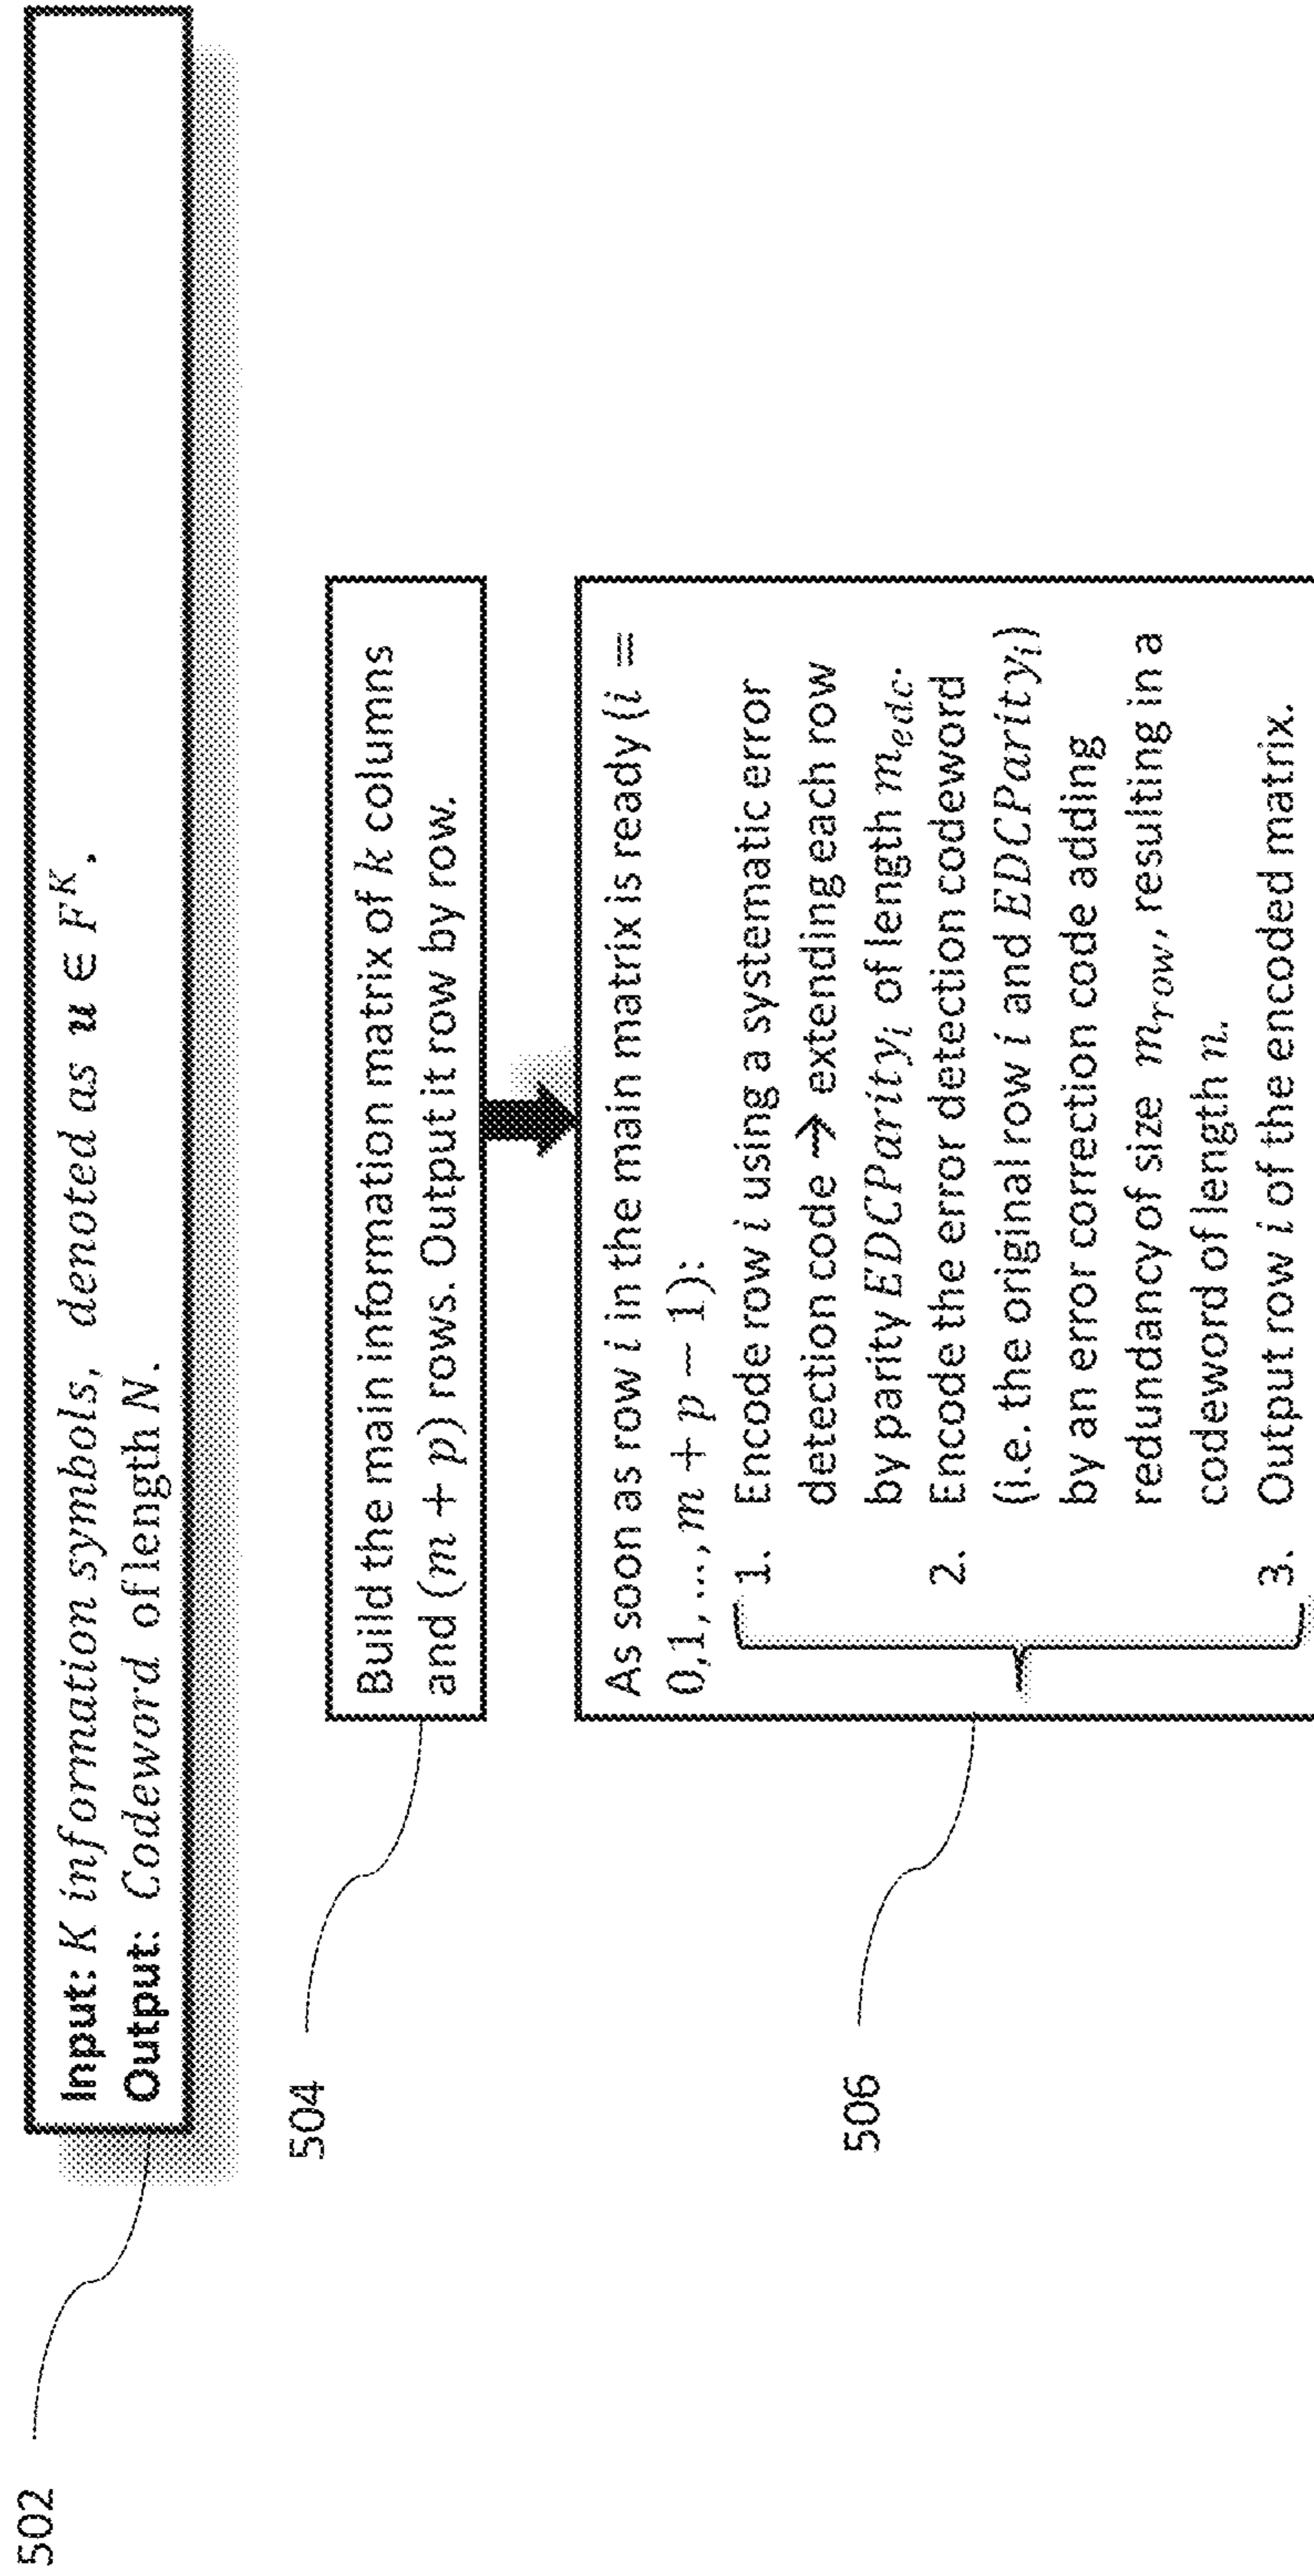 502
Input: K information symbols, denoted as u ∈ F^K.
Output: Codeword of length N.
504
Build the main information matrix of k columns
and (m + p) rows. Output it row by row.
506
As soon as row i in the main matrix is ready (i =
0,1, ..., m + p − 1):
1. Encode row i using a systematic error
detection code → extending each row
by parity EDCParity_i of length m_edc.
2. Encode the error detection codeword
(i.e. the original row i and EDCParity_i)
by an error correction code adding
redundancy of size m_row, resulting in a
codeword of length n.
3. Output row i of the encoded matrix.